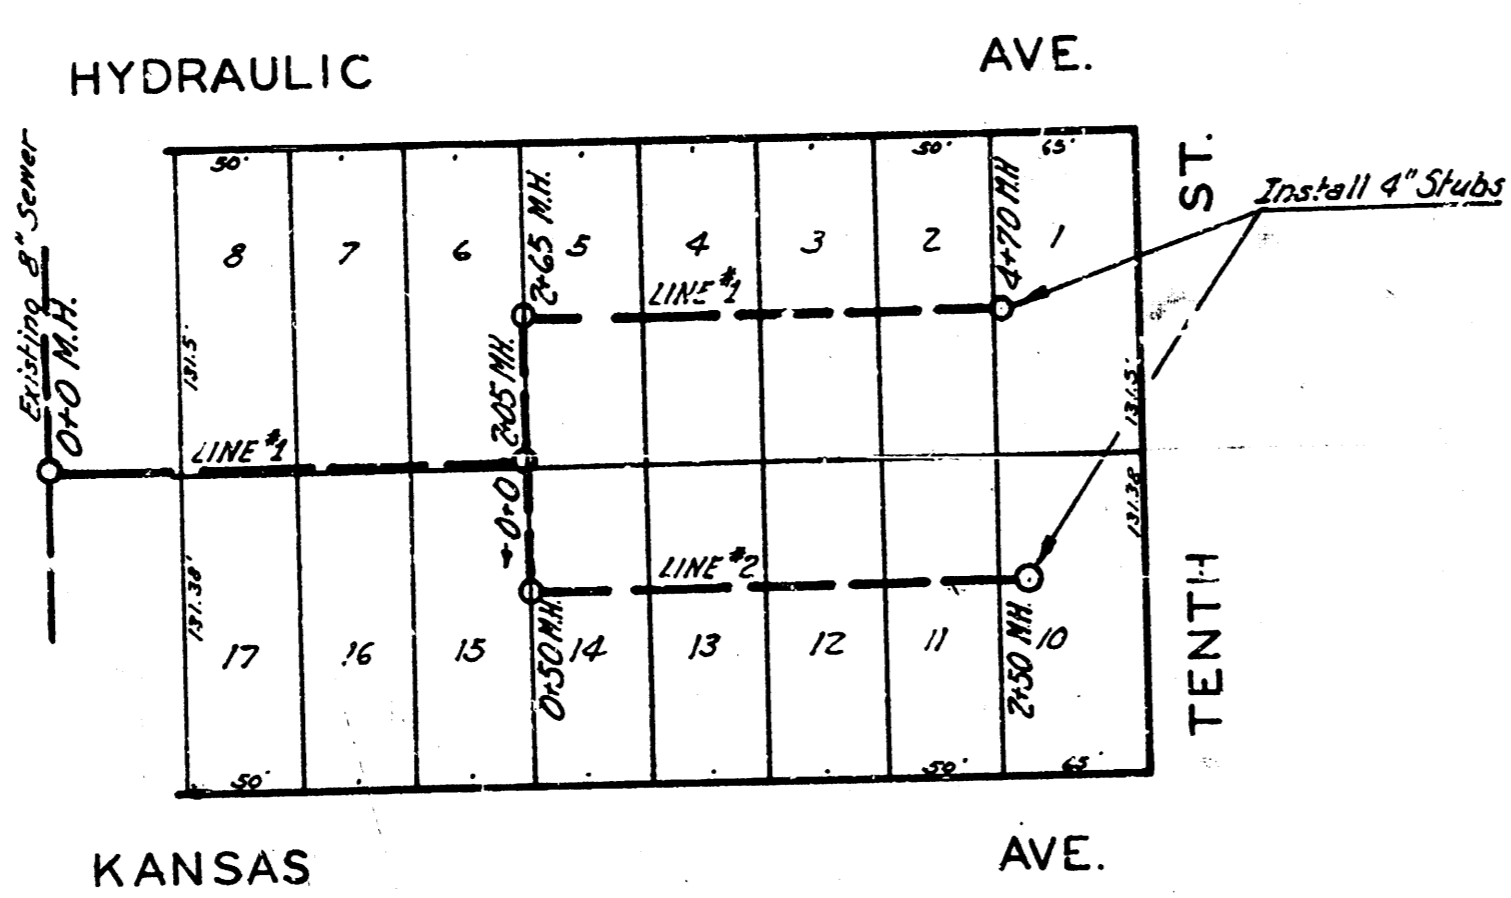 HYDRAULIC AVE.
Existing 8" Sewer
0+0 M.H.
50' 50' 65'
8 7 6 5 4 3 2 1
2+65 M.H.
4+70 M.H.
ST.
Install 4" Stubs
LINE #1
131.5'
131.5'
2+05 M.H.
LINE #1
0+0
131.38'
131.38
LINE #2
0+50 M.H.
2+50 M.H.
17 16 15 14 13 12 11 10
TENTH
50' 50' 65'
KANSAS AVE.